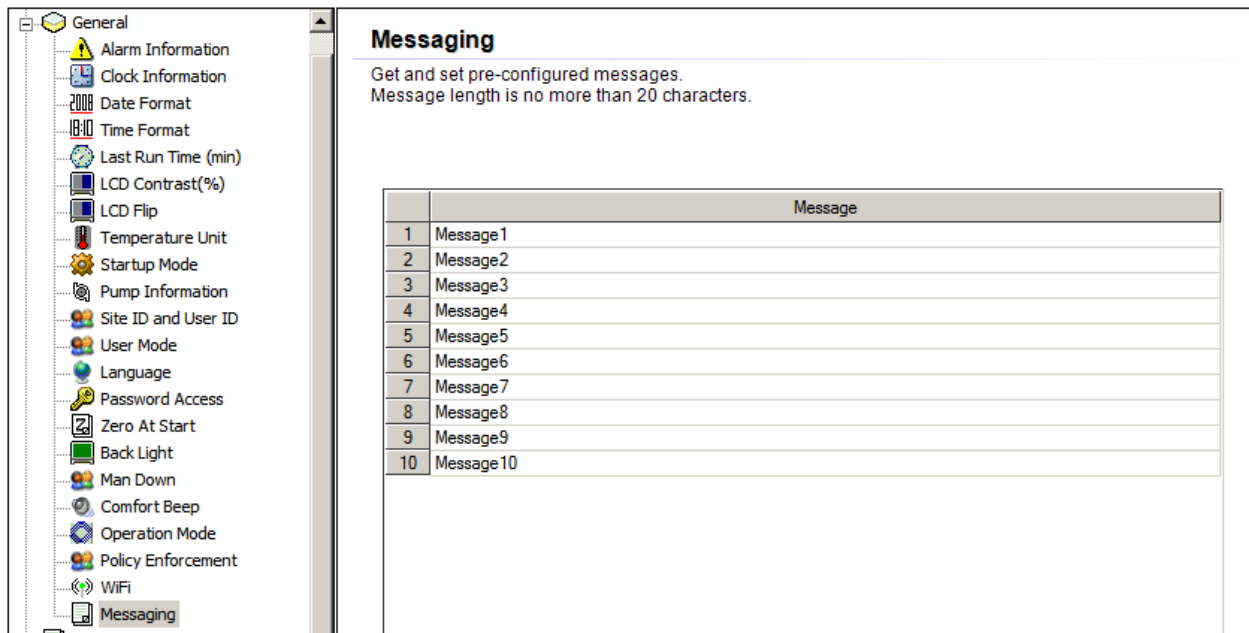 General
Alarm Information
Clock Information
Date Format
Time Format
Last Run Time (min)
LCD Contrast(%)
LCD Flip
Temperature Unit
Startup Mode
Pump Information
Site ID and User ID
User Mode
Language
Password Access
Zero At Start
Back Light
Man Down
Comfort Beep
Operation Mode
Policy Enforcement
WiFi
Messaging
Messaging
Get and set pre-configured messages.
Message length is no more than 20 characters.
Message
1 Message1
2 Message2
3 Message3
4 Message4
5 Message5
6 Message6
7 Message7
8 Message8
9 Message9
10 Message10